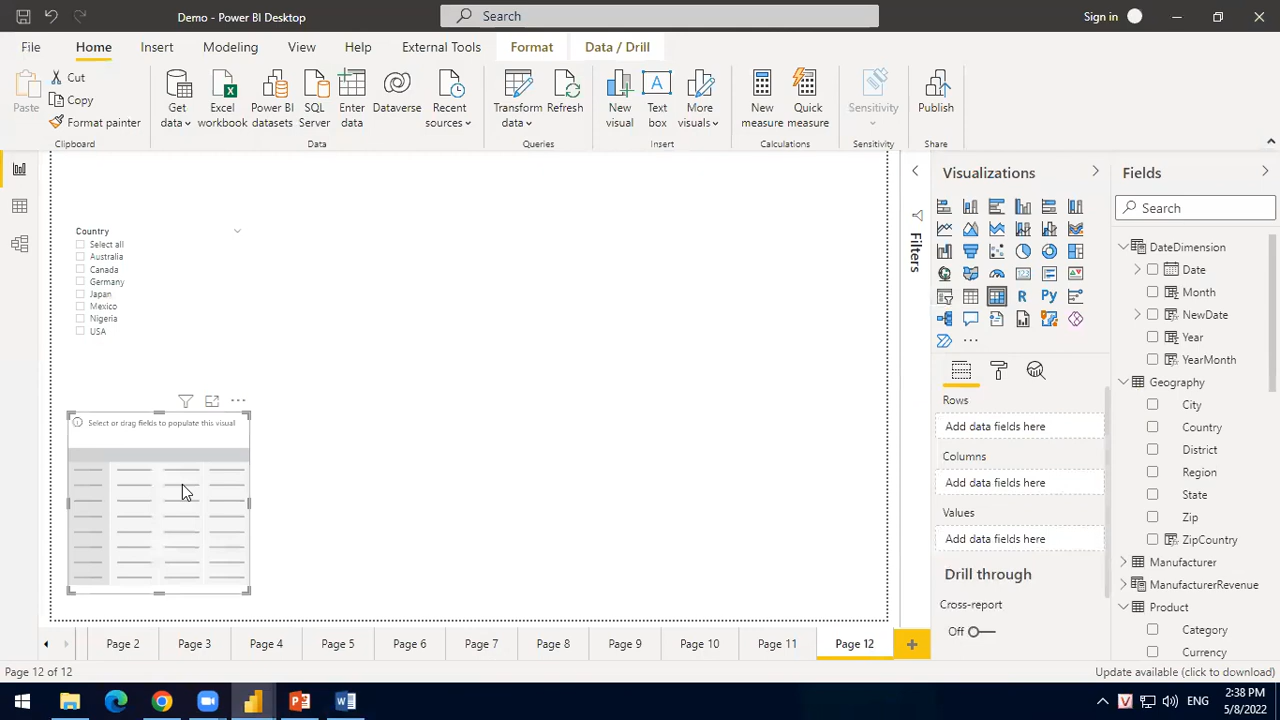 Demo - Power BI Desktop
Search
Sign in
File
Home
Insert
Modeling
View
Help
External Tools
Format
Data / Drill
Paste
Cut
Copy
Format painter
Clipboard
Get data
Excel workbook
Power BI datasets
SQL Server
Enter data
Dataverse
Recent sources
Data
Transform data
Refresh
Queries
New visual
A
Text box
More visuals
Insert
New measure
Quick measure
Calculations
Sensitivity
Sensitivity
Publish
Share
Country
Select all
Australia
Canada
Germany
Japan
Mexico
Nigeria
USA
Select or drag fields to populate this visual
Filters
Visualizations
R
Py
Rows
Add data fields here
Columns
Add data fields here
Values
Add data fields here
Drill through
Cross-report
Off
Fields
Search
DateDimension
Date
Month
NewDate
Year
YearMonth
Geography
City
Country
District
Region
State
Zip
ZipCountry
Manufacturer
ManufacturerRevenue
Product
Category
Currency
Page 2
Page 3
Page 4
Page 5
Page 6
Page 7
Page 8
Page 9
Page 10
Page 11
Page 12
Page 12 of 12
Update available (click to download)
ENG
2:38 PM
5/8/2022